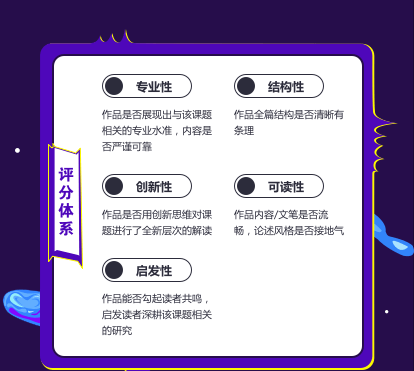 评分体系
专业性
作品是否展现出与该课题
相关的专业水准，内容是
否严谨可靠
结构性
作品全篇结构是否清晰有
条理
创新性
作品是否用创新思维对课
题进行了全新层次的解读
可读性
作品内容/文笔是否流
畅，论述风格是否接地气
启发性
作品能否勾起读者共鸣，
启发读者深耕该课题相关
的研究